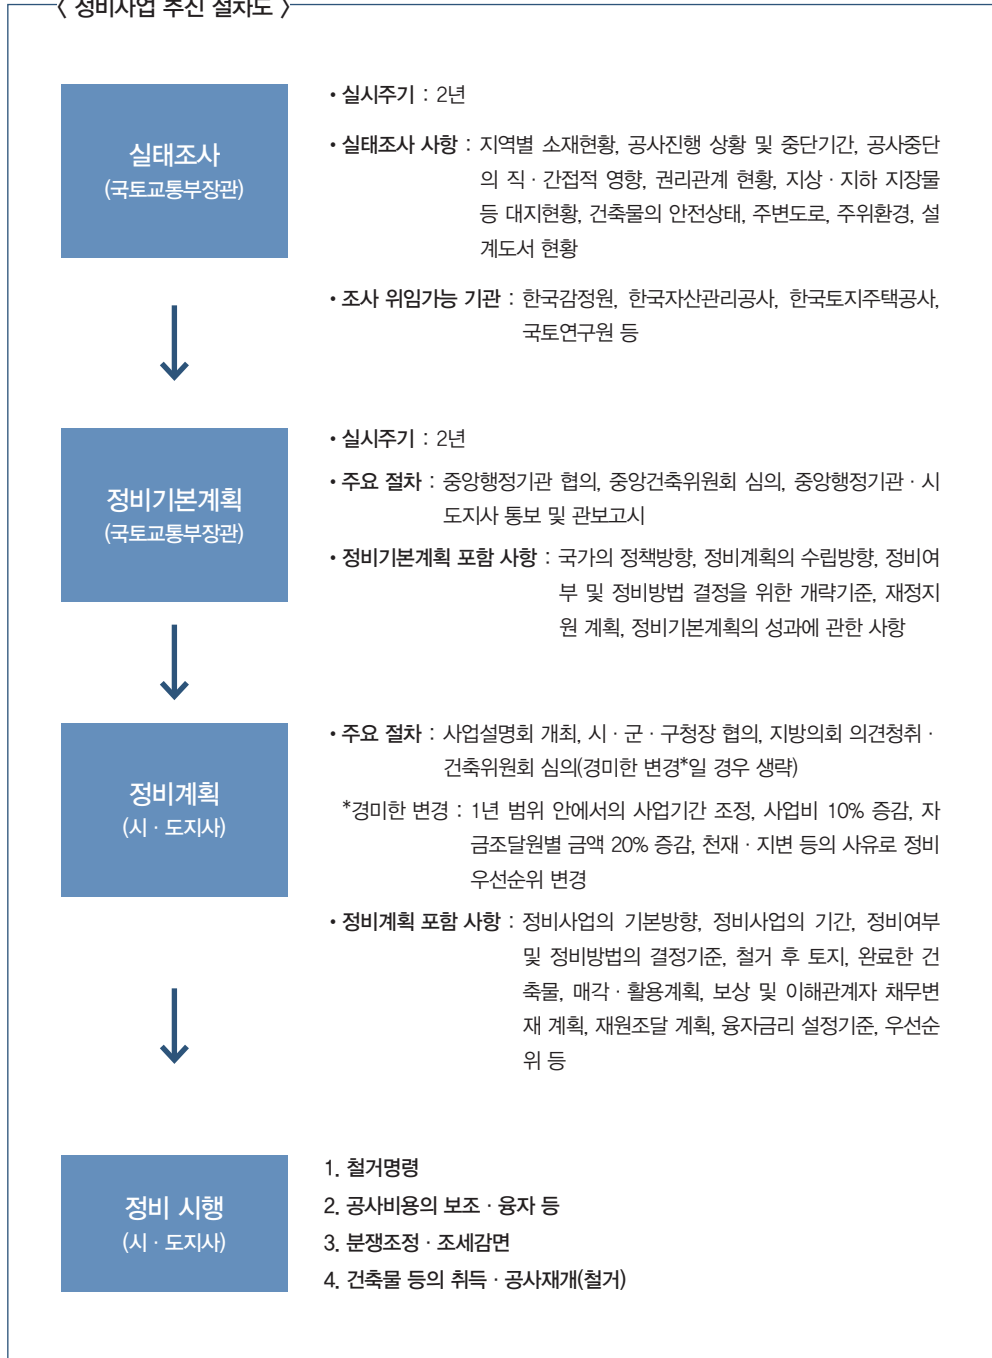 〈 정비사업 추진 절차도 〉
실태조사
(국토교통부장관)
• 실시주기 : 2년
• 실태조사 사항 : 지역별 소재현황, 공사진행 상황 및 중단기간, 공사중단
의 직 · 간접적 영향, 권리관계 현황, 지상 · 지하 지장물
등 대지현황, 건축물의 안전상태, 주변도로, 주위환경, 설
계도서 현황
• 조사 위임가능 기관 : 한국감정원, 한국자산관리공사, 한국토지주택공사,
국토연구원 등
정비기본계획
(국토교통부장관)
• 실시주기 : 2년
• 주요 절차 : 중앙행정기관 협의, 중앙건축위원회 심의, 중앙행정기관 · 시
도지사 통보 및 관보고시
• 정비기본계획 포함 사항 : 국가의 정책방향, 정비계획의 수립방향, 정비여
부 및 정비방법 결정을 위한 개략기준, 재정지
원 계획, 정비기본계획의 성과에 관한 사항
정비계획
(시 · 도지사)
• 주요 절차 : 사업설명회 개최, 시 · 군 · 구청장 협의, 지방의회 의견청취 ·
건축위원회 심의(경미한 변경*일 경우 생략)
*경미한 변경 : 1년 범위 안에서의 사업기간 조정, 사업비 10% 증감, 자
금조달원별 금액 20% 증감, 천재 · 지변 등의 사유로 정비
우선순위 변경
• 정비계획 포함 사항 : 정비사업의 기본방향, 정비사업의 기간, 정비여부
및 정비방법의 결정기준, 철거 후 토지, 완료한 건
축물, 매각 · 활용계획, 보상 및 이해관계자 채무변
재 계획, 재원조달 계획, 융자금리 설정기준, 우선순
위 등
정비 시행
(시 · 도지사)
1. 철거명령
2. 공사비용의 보조 · 융자 등
3. 분쟁조정 · 조세감면
4. 건축물 등의 취득 · 공사재개(철거)